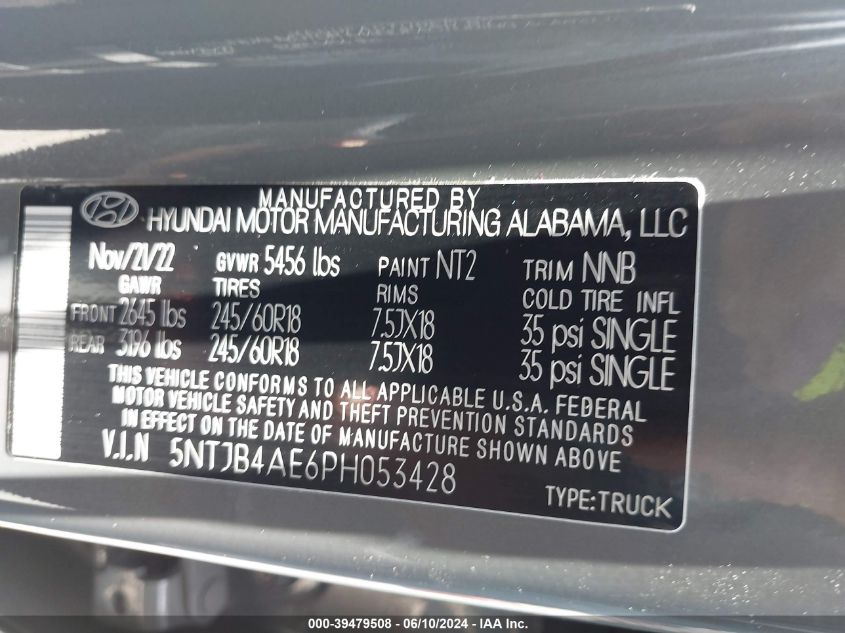 MANUFACTURED BY
HYUNDAI MOTOR MANUFACTURING ALABAMA, LLC
Nov/21/22 GVWR 5456 lbs PAINT NT2 TRIM NNB
GAWR TIRES RIMS COLD TIRE INFL
FRONT 2645 lbs 245/60R18 7.5JX18 35 psi SINGLE
REAR 3196 lbs 245/60R18 7.5JX18 35 psi SINGLE
THIS VEHICLE CONFORMS TO ALL APPLICABLE U.S.A. FEDERAL
MOTOR VEHICLE SAFETY AND THEFT PREVENTION STANDARDS
IN EFFECT ON THE DATE OF MANUFACTURE SHOWN ABOVE
V.I.N 5NTJB4AE6PH053428
TYPE:TRUCK
000-39479508 - 06/10/2024 - IAA Inc.